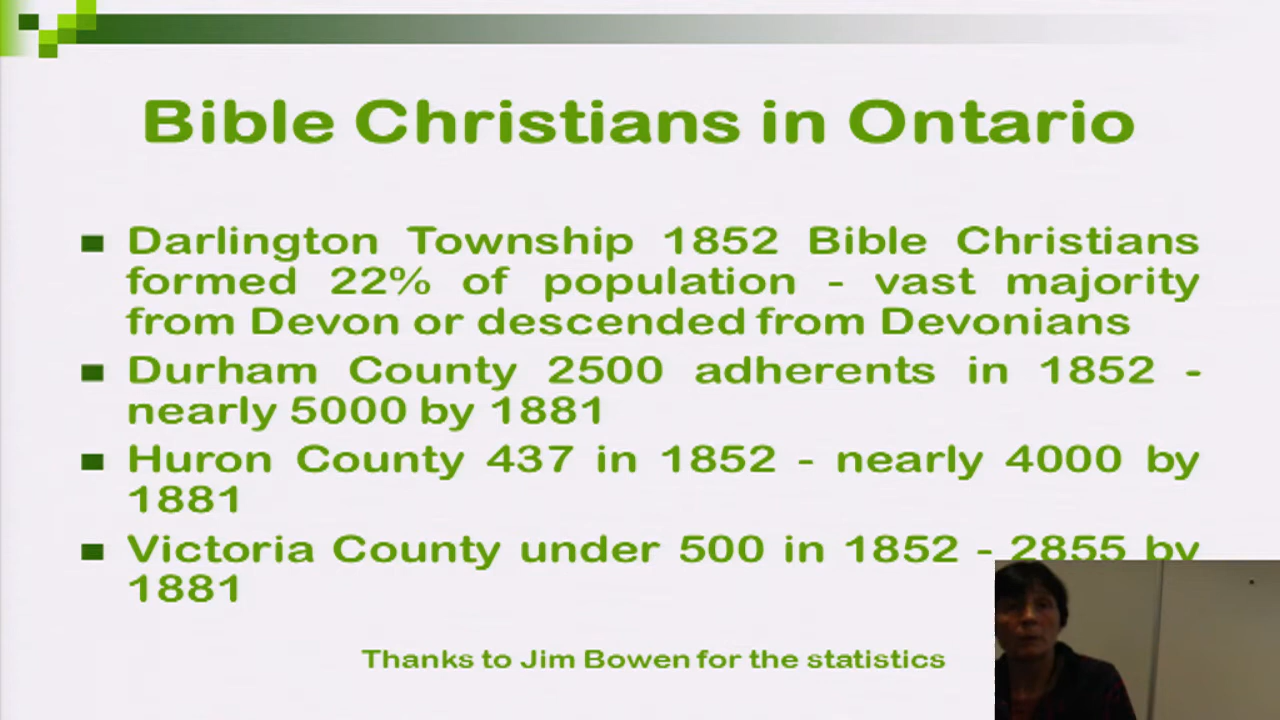 Bible Christians in Ontario
Darlington Township 1852 Bible Christians
formed 22% of population - vast majority
from Devon or descended from Devonians
Durham County 2500 adherents in 1852 -
nearly 5000 by 1881
Huron County 437 in 1852 - nearly 4000 by
1881
Victoria County under 500 in 1852 - 2855 by
1881
Thanks to Jim Bowen for the statistics